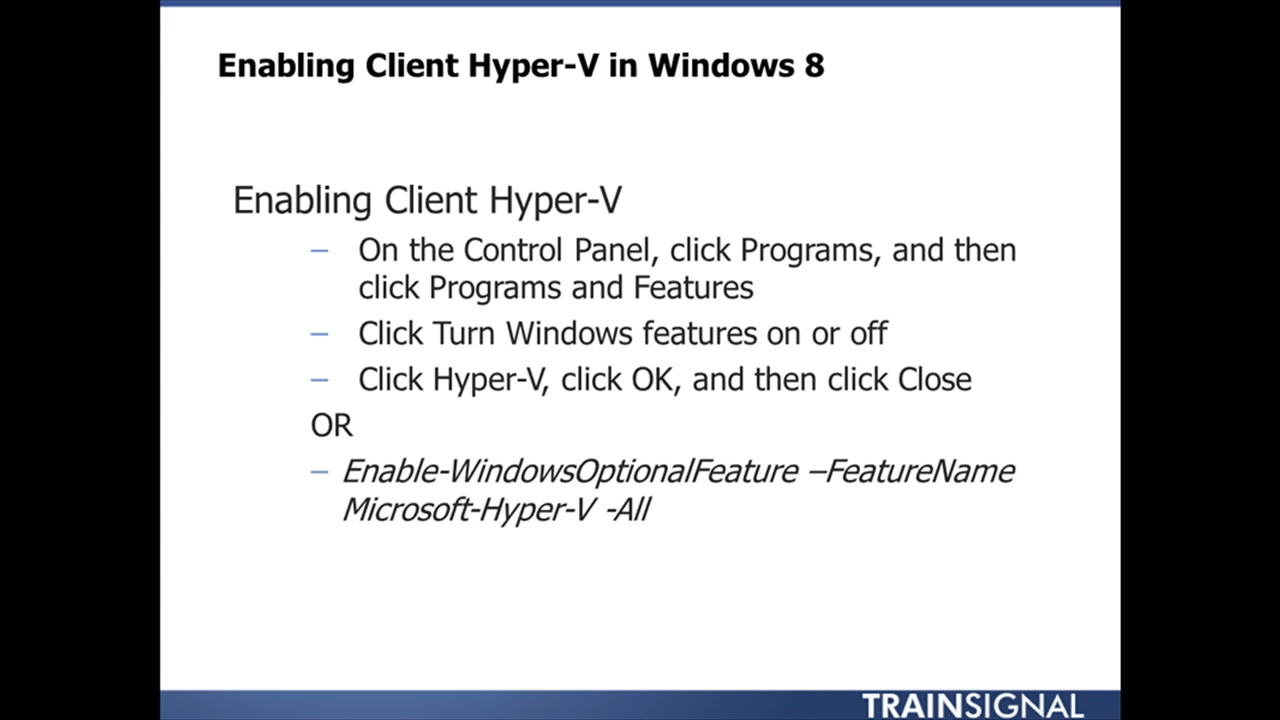 Enabling Client Hyper-V in Windows 8
Enabling Client Hyper-V
– On the Control Panel, click Programs, and then
click Programs and Features
– Click Turn Windows features on or off
– Click Hyper-V, click OK, and then click Close
OR
– Enable-WindowsOptionalFeature –FeatureName
Microsoft-Hyper-V -All
TRAINSIGNAL